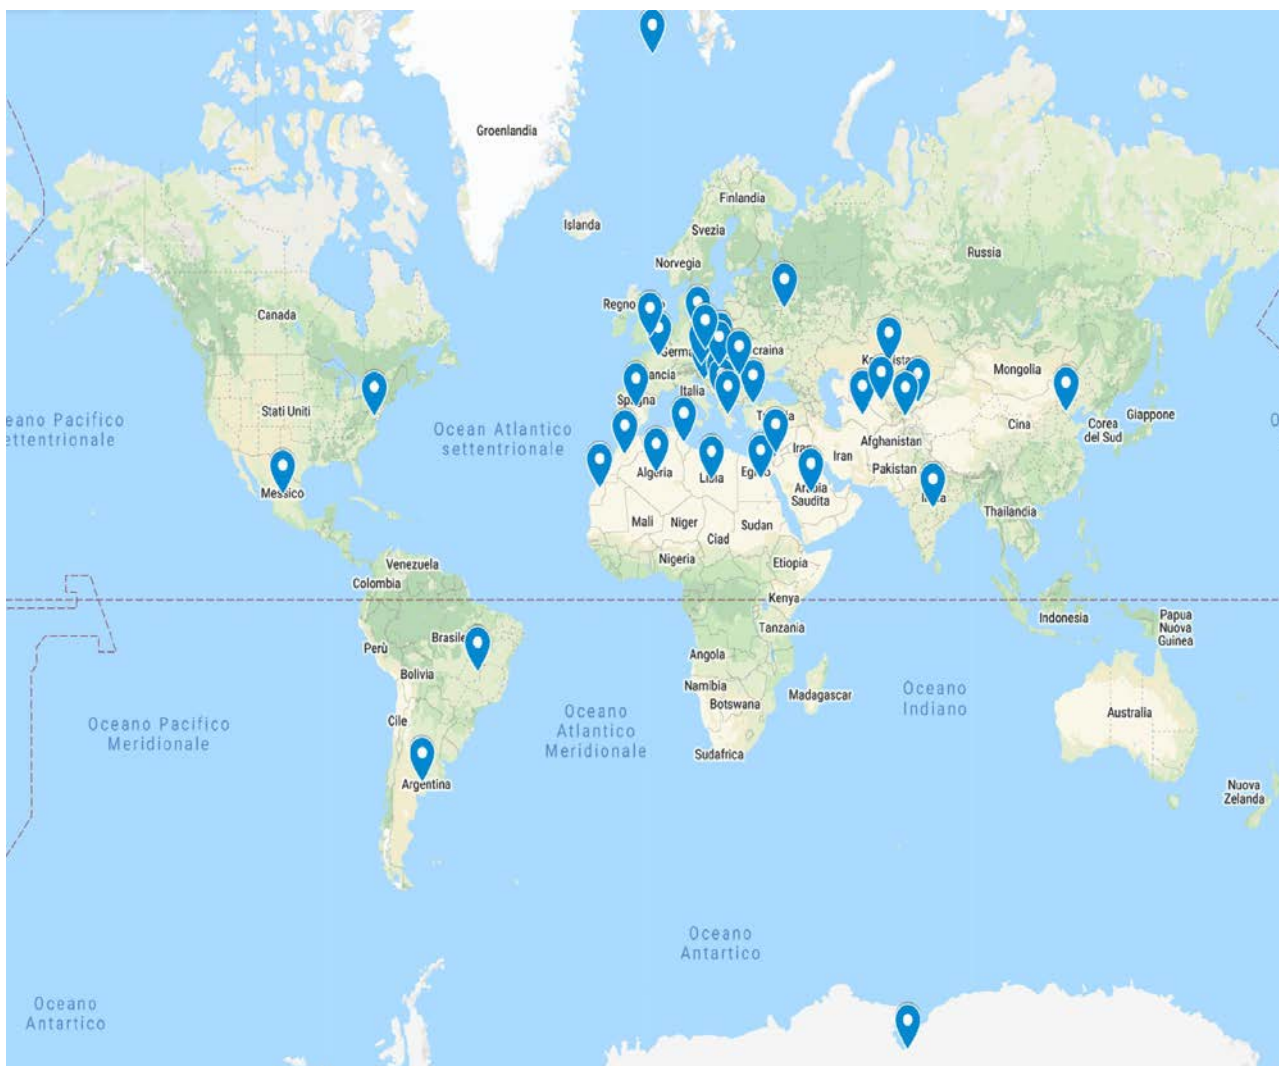 Groenlandia
Finlandia
Islanda
Svezia
Russia
Norvegia
Regno
Canada
Germa
craina
Mongolia
ancia
Italia
Spagna
Stati Uniti
eano Pacifico
ettentrionale
Ocean Atlantico
settentrionale
Giappone
Cina
Corea
del Sud
Afghanistan
Iran
Pakistan
Algeria
Libia
Egitto
Arabia
Saudita
Messico
Mali
Niger
Sudan
Ciad
Thailandia
Nigeria
Etiopia
Venezuela
Colombia
Kenya
Indonesia
Papua
Nuova
Guinea
Tanzania
Brasile
Perù
Bolivia
Angola
Namibia
Botswana
Madagascar
Oceano
Indiano
Australia
Oceano Pacifico
Meridionale
Cile
Oceano
Atlantico
Meridionale
Sudafrica
Argentina
Nuova
Zelanda
Oceano
Antartico
Oceano
Antartico